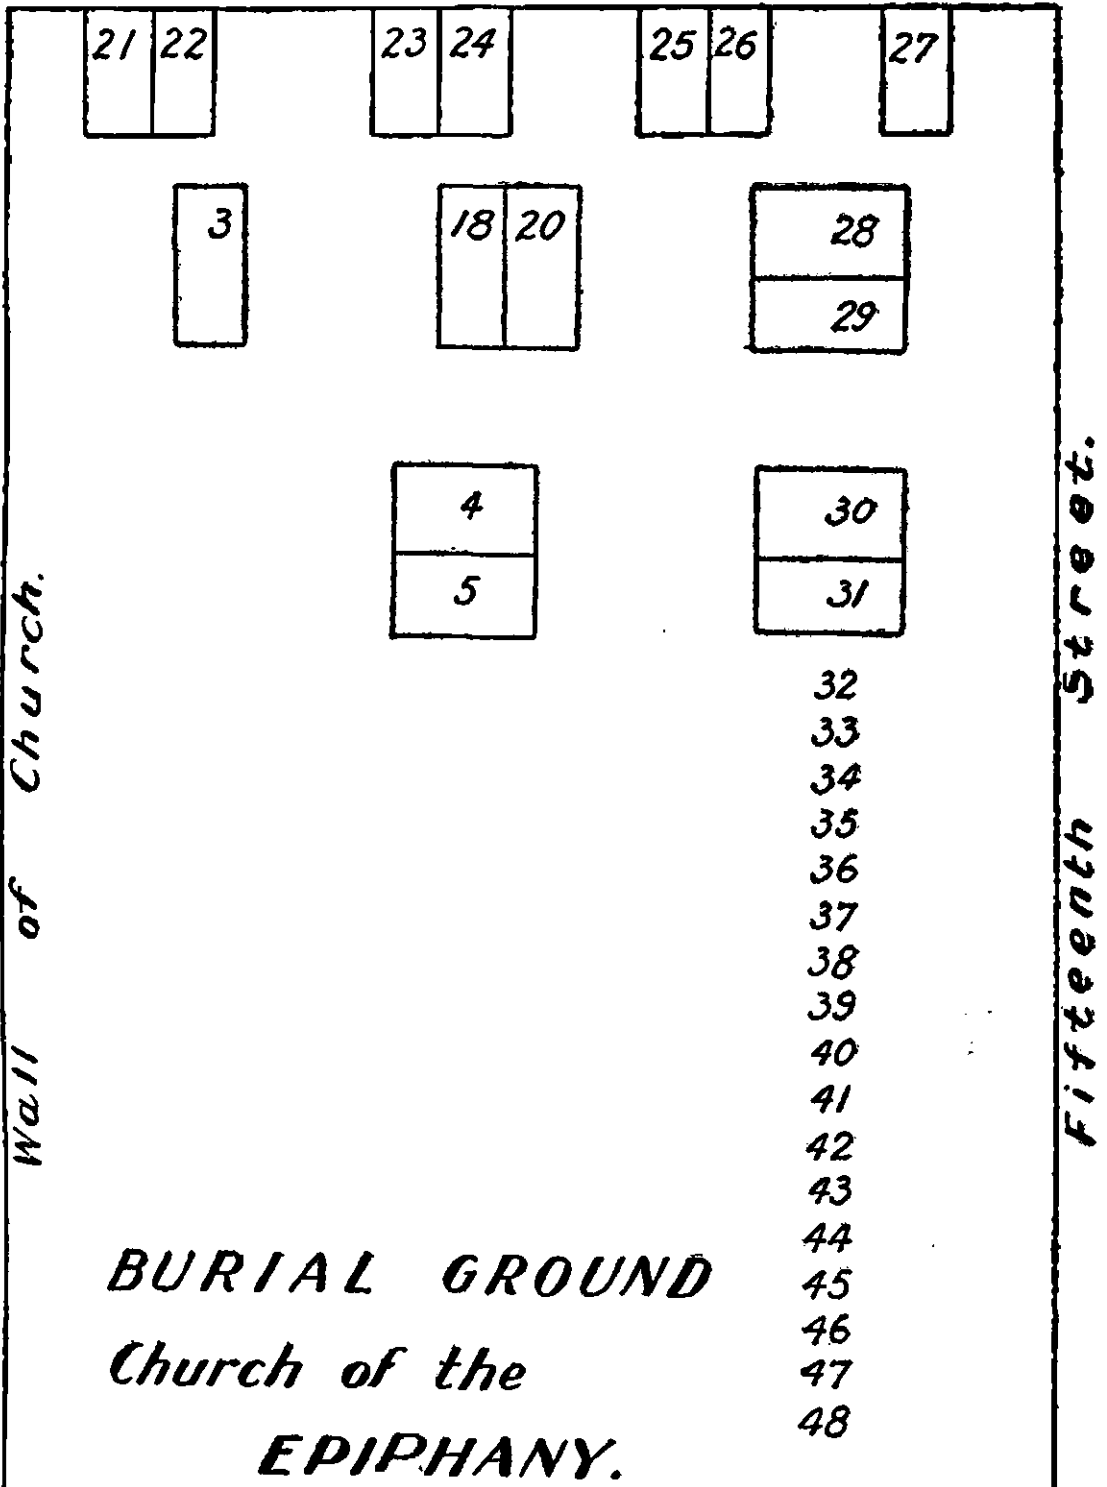 21 22 23 24 25 26 27
3 18 20 28
29
4 30
5 31
32
33
34
35
36
37
38
39
40
41
42
43
44
45
46
47
48
Wall of Church.
Fifteenth Street.
BURIAL GROUND
Church of the
EPIPHANY.